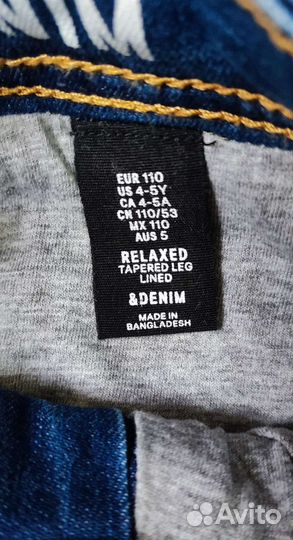 EUR 110
US 4-5Y
CA 4-5A
CN 110/53
MX 110
AUS 5
RELAXED
TAPERED LEG
LINED
&DENIM
MADE IN
BANGLADESH
Avito